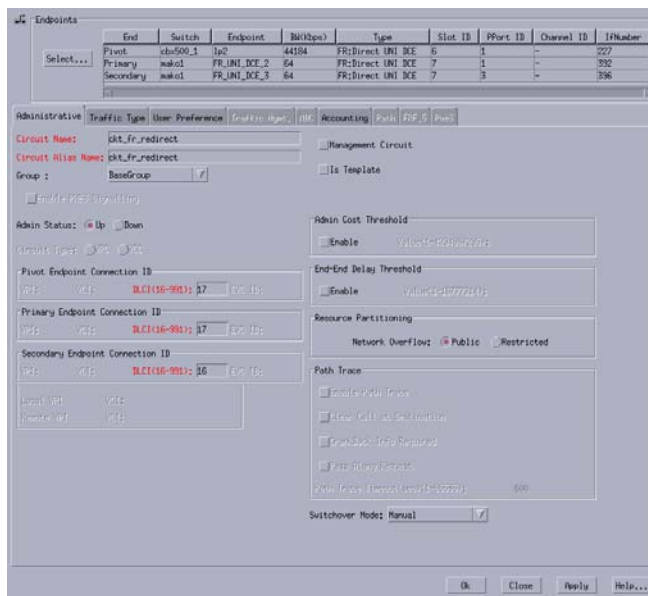 Endpoints
End Switch Endpoint BW(Kbps) Type Slot ID PPort ID Channel ID IfNumber
Select...
Pivot cbx500_1 lp2 44184 FR:Direct UNI DCE 6 1 - 227
Primary mako1 FR_UNI_DCE_2 64 FR:Direct UNI DCE 7 1 - 392
Secondary mako1 FR_UNI_DCE_3 64 FR:Direct UNI DCE 7 3 - 396
Administrative Traffic Type User Preference Accounting Path
Circuit Name: ckt_fr_redirect
Management Circuit
Circuit Alias Name: ckt_fr_redirect
Group : BaseGroup
Is Template
Admin Status: Up Down
Admin Cost Threshold
Enable
Pivot Endpoint Connection ID
DLCI(16-991): 17
End-End Delay Threshold
Enable
Primary Endpoint Connection ID
DLCI(16-991): 17
Resource Partitioning
Network Overflow: Public Restricted
Secondary Endpoint Connection ID
DLCI(16-991): 16
Path Trace
Enable Path Trace
Switchover Mode: Manual
Ok Close Apply Help...